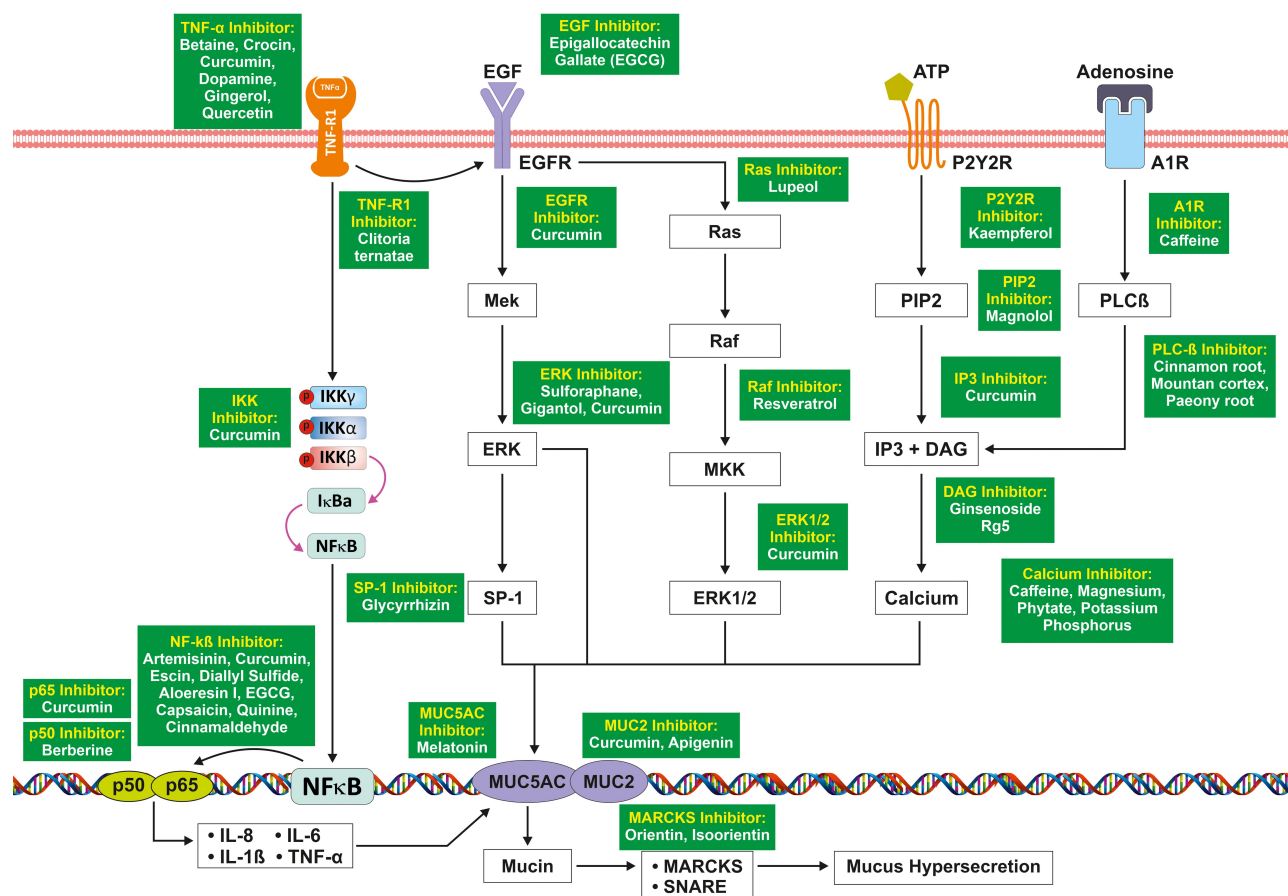 TNF-α Inhibitor:
Betaine, Crocin,
Curcumin,
Dopamine,
Gingerol,
Quercetin
TNFα
TNF-R1
EGF
EGF Inhibitor:
Epigallocatechin
Gallate (EGCG)
ATP
Adenosine
EGFR
P2Y2R
A1R
TNF-R1
Inhibitor:
Clitoria
ternatae
EGFR
Inhibitor:
Curcumin
Ras Inhibitor:
Lupeol
Ras
P2Y2R
Inhibitor:
Kaempferol
A1R
Inhibitor:
Caffeine
Mek
PIP2
PIP2
Inhibitor:
Magnolol
PLCß
Raf
ERK Inhibitor:
Sulforaphane,
Gigantol, Curcumin
Raf Inhibitor:
Resveratrol
IP3 Inhibitor:
Curcumin
PLC-ß Inhibitor:
Cinnamon root,
Mountan cortex,
Paeony root
IKK
Inhibitor:
Curcumin
P IKKγ
P IKKα
P IKKβ
ERK
MKK
IP3 + DAG
IκBa
NFκB
ERK1/2
Inhibitor:
Curcumin
DAG Inhibitor:
Ginsenoside
Rg5
SP-1 Inhibitor:
Glycyrrhizin
SP-1
ERK1/2
Calcium
Calcium Inhibitor:
Caffeine, Magnesium,
Phytate, Potassium
Phosphorus
NF-kß Inhibitor:
Artemisinin, Curcumin,
Escin, Diallyl Sulfide,
Aloeresin I, EGCG,
Capsaicin, Quinine,
Cinnamaldehyde
p65 Inhibitor:
Curcumin
p50 Inhibitor:
Berberine
MUC5AC
Inhibitor:
Melatonin
MUC2 Inhibitor:
Curcumin, Apigenin
p50
p65
NFκB
MUC5AC
MUC2
MARCKS Inhibitor:
Orientin, Isoorientin
• IL-8 • IL-6
• IL-1ß • TNF-α
Mucin
• MARCKS
• SNARE
Mucus Hypersecretion